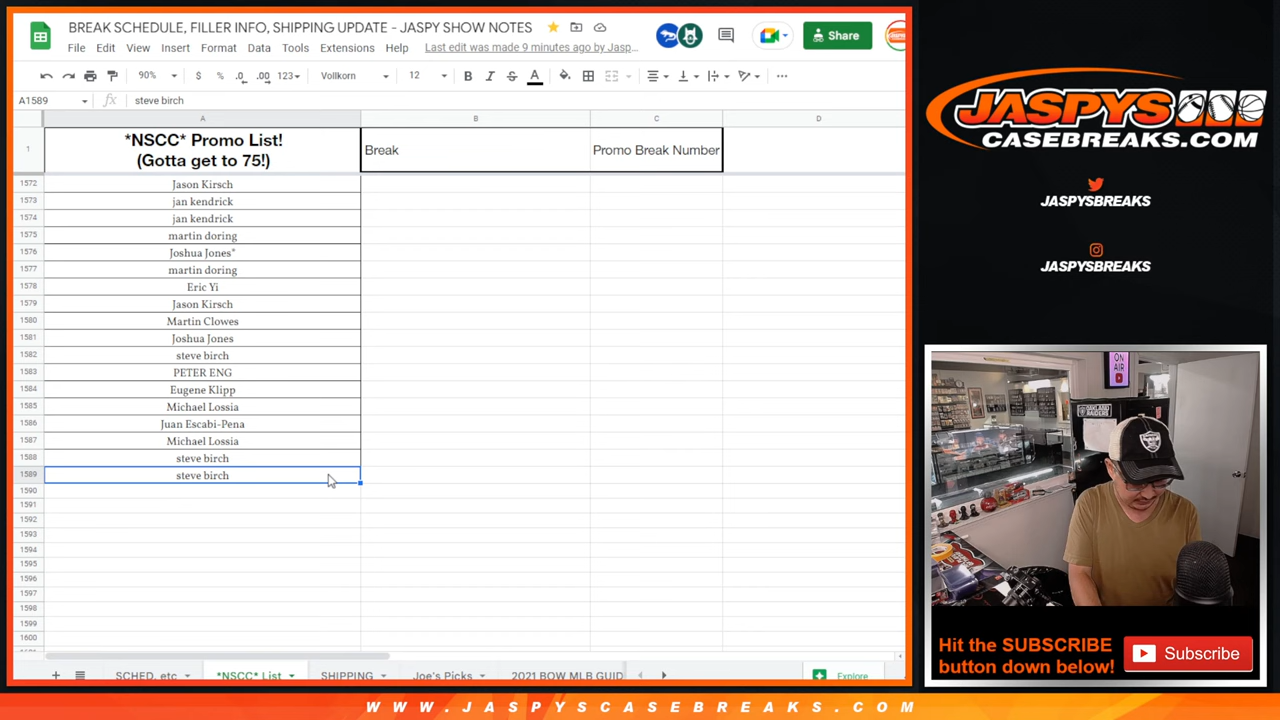 BREAK SCHEDULE, FILLER INFO, SHIPPING UPDATE - JASPY SHOW NOTES
File Edit View Insert Format Data Tools Extensions Help Last edit was made 9 minutes ago by Jasp...
Share
90% $ % .0 .00 123 Vollkorn 12 B I S A
A1589 fx steve birch
A B C D
1 *NSCC* Promo List! Break Promo Break Number
(Gotta get to 75!)
1572 Jason Kirsch
1573 jan kendrick
1574 jan kendrick
1575 martin doring
1576 Joshua Jones*
1577 martin doring
1578 Eric Yi
1579 Jason Kirsch
1580 Martin Clowes
1581 Joshua Jones
1582 steve birch
1583 PETER ENG
1584 Eugene Klipp
1585 Michael Lossia
1586 Juan Escabi-Pena
1587 Michael Lossia
1588 steve birch
1589 steve birch
1590
1591
1592
1593
1594
1595
1596
1597
1598
1599
1600
SCHED, etc *NSCC* List SHIPPING Joe's Picks 2021 BOW MLB GUID Explore
JASPYS
CASEBREAKS.COM
JASPYSBREAKS
JASPYSBREAKS
ON
AIR
OAKLAND
RAIDERS
Hit the SUBSCRIBE
button down below!
Subscribe
WWW.JASPYSCASEBREAKS.COM